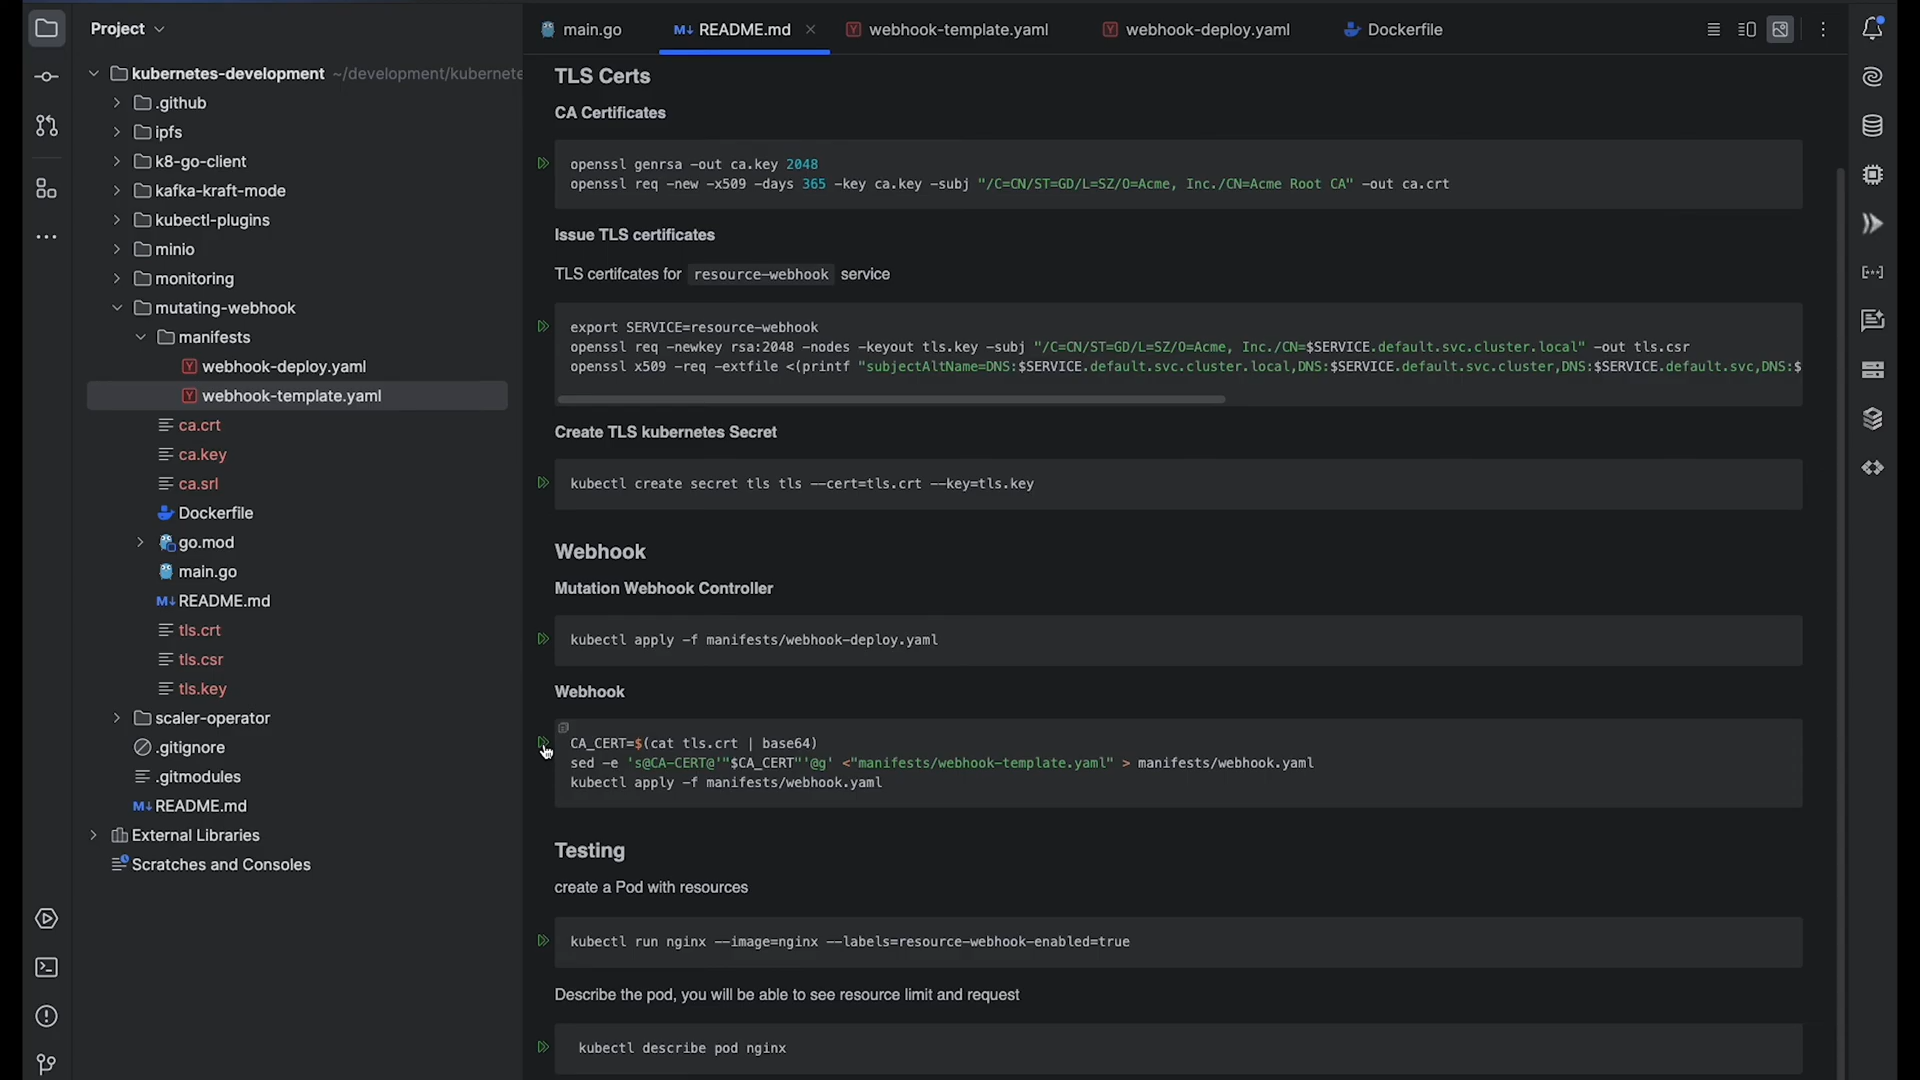 Project
main.go
README.md
webhook-template.yaml
webhook-deploy.yaml
Dockerfile
kubernetes-development ~/development/kubernete
.github
ipfs
k8-go-client
kafka-kraft-mode
kubectl-plugins
minio
monitoring
mutating-webhook
manifests
webhook-deploy.yaml
webhook-template.yaml
ca.crt
ca.key
ca.srl
Dockerfile
go.mod
main.go
README.md
tls.crt
tls.csr
tls.key
scaler-operator
.gitignore
.gitmodules
README.md
External Libraries
Scratches and Consoles
TLS Certs
CA Certificates
openssl genrsa -out ca.key 2048
openssl req -new -x509 -days 365 -key ca.key -subj "/C=CN/ST=GD/L=SZ/O=Acme, Inc./CN=Acme Root CA" -out ca.crt
Issue TLS certificates
TLS certifcates for resource-webhook service
export SERVICE=resource-webhook
openssl req -newkey rsa:2048 -nodes -keyout tls.key -subj "/C=CN/ST=GD/L=SZ/O=Acme, Inc./CN=$SERVICE.default.svc.cluster.local" -out tls.csr
openssl x509 -req -extfile <(printf "subjectAltName=DNS:$SERVICE.default.svc.cluster.local,DNS:$SERVICE.default.svc.cluster,DNS:$SERVICE.default.svc,DNS:$
Create TLS kubernetes Secret
kubectl create secret tls tls --cert=tls.crt --key=tls.key
Webhook
Mutation Webhook Controller
kubectl apply -f manifests/webhook-deploy.yaml
Webhook
CA_CERT=$(cat tls.crt | base64)
sed -e 's@CA-CERT@'"$CA_CERT"'@g' <"manifests/webhook-template.yaml" > manifests/webhook.yaml
kubectl apply -f manifests/webhook.yaml
Testing
create a Pod with resources
kubectl run nginx --image=nginx --labels=resource-webhook-enabled=true
Describe the pod, you will be able to see resource limit and request
kubectl describe pod nginx